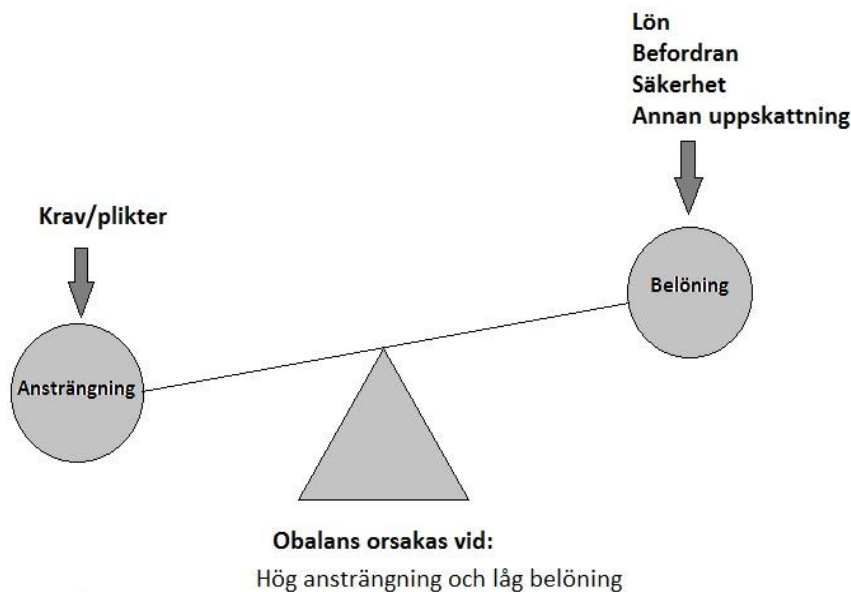 Lön
Befordran
Säkerhet
Annan uppskattning
Krav/plikter
Belöning
Ansträngning
Obalans orsakas vid:
Hög ansträngning och låg belöning